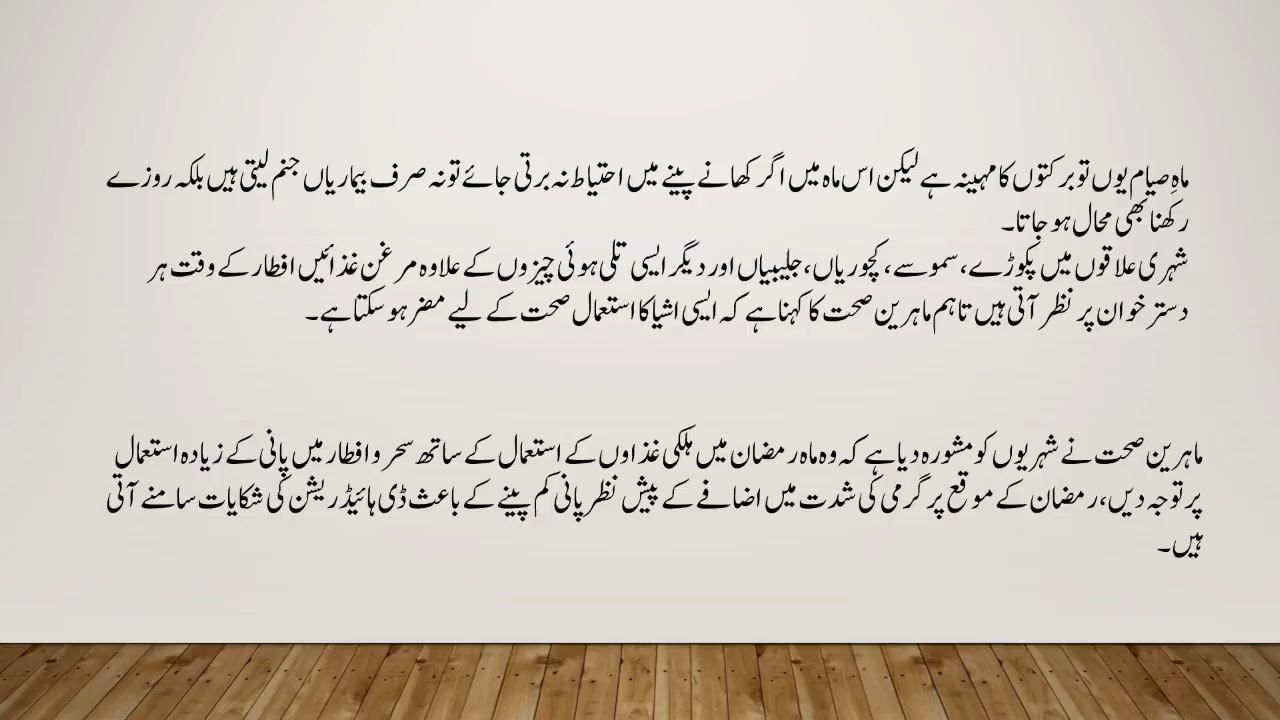 ماہِ صیام یوں تو برکتوں کا مہینہ ہے لیکن اس ماہ میں اگر کھانے پینے میں احتیاط نہ برتی جائے تو نہ صرف بیماریاں جنم لیتی ہیں بلکہ روزے
رکھنا بھی محال ہو جاتا۔
شہری علاقوں میں پکوڑے، سموسے، کچوریاں، جلیبیاں اور دیگر ایسی تلی ہوئی چیزوں کے علاوہ مرغن غذائیں افطار کے وقت ہر
دستر خوان پر نظر آتی ہیں تاہم ماہرین صحت کا کہنا ہے کہ ایسی اشیا کا استعمال صحت کے لیے مضر ہو سکتا ہے۔
ماہرین صحت نے شہریوں کو مشورہ دیا ہے کہ وہ ماہ رمضان میں ہلکی غذاوں کے استعمال کے ساتھ سحر و افطار میں پانی کے زیادہ استعمال
پر توجہ دیں، رمضان کے موقع پر گرمی کی شدت میں اضافے کے پیش نظر پانی کم پینے کے باعث ڈی ہائیڈریشن کی شکایات سامنے آتی
ہیں۔